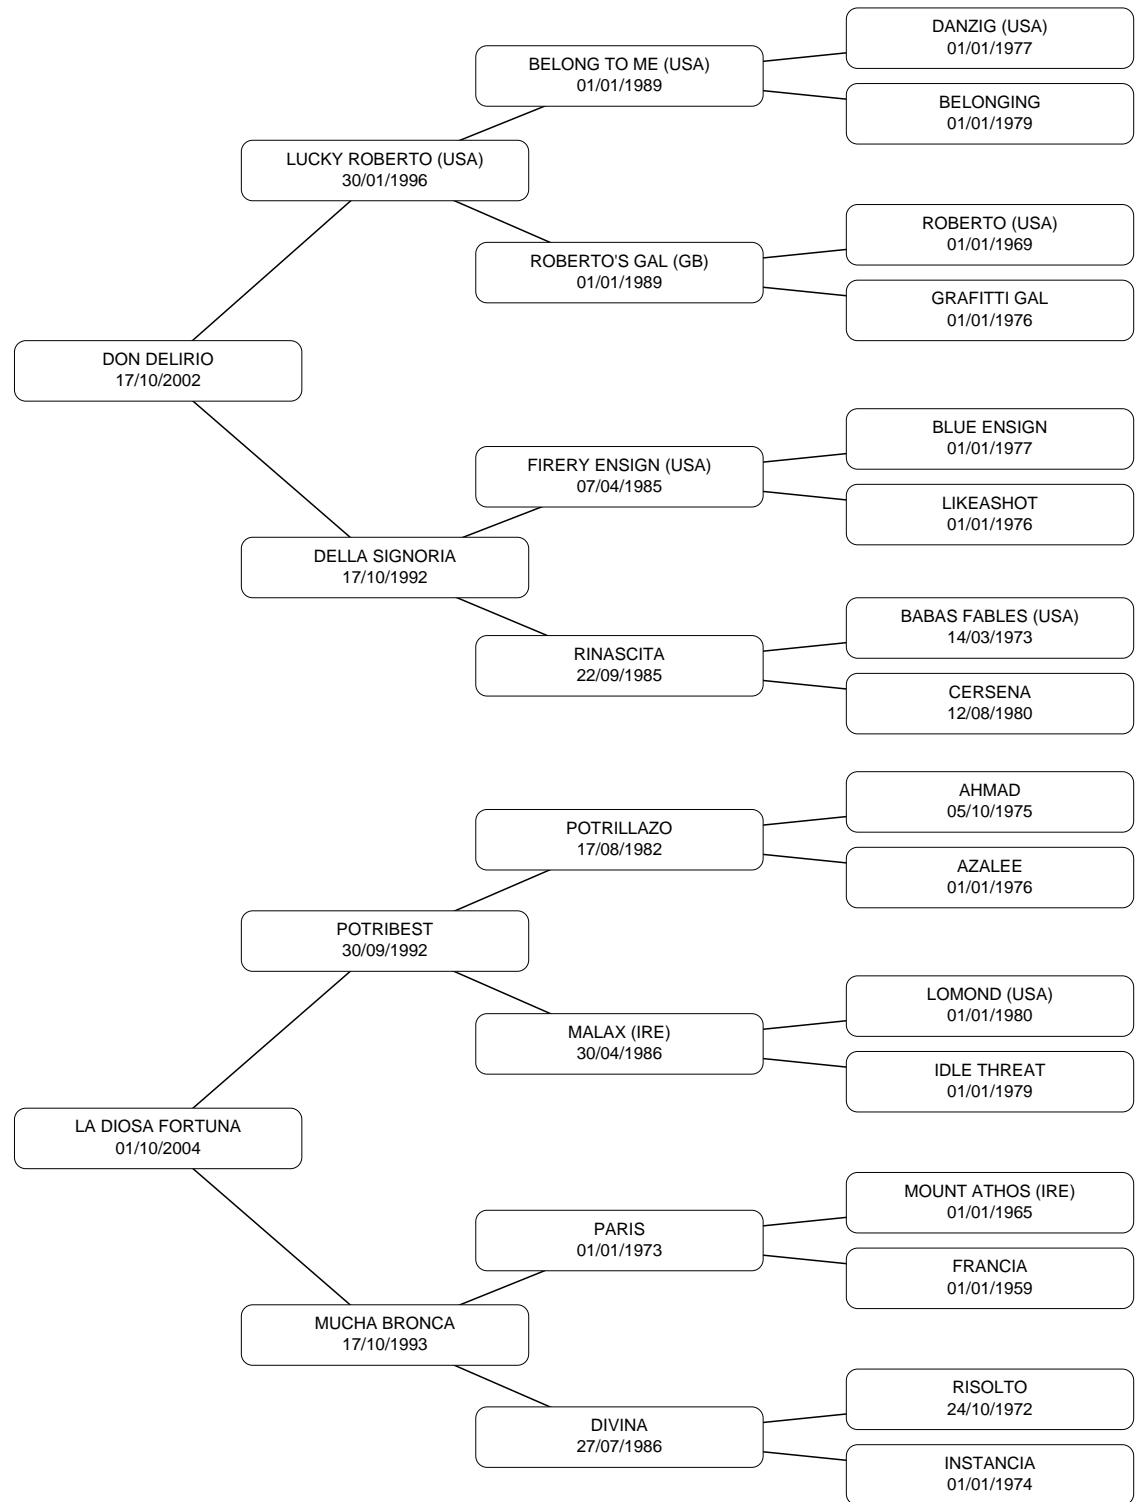 DANZIG (USA)
01/01/1977
BELONG TO ME (USA)
01/01/1989
BELONGING
01/01/1979
LUCKY ROBERTO (USA)
30/01/1996
ROBERTO (USA)
01/01/1969
ROBERTO'S GAL (GB)
01/01/1989
GRAFITTI GAL
01/01/1976
DON DELIRIO
17/10/2002
BLUE ENSIGN
01/01/1977
FIRERY ENSIGN (USA)
07/04/1985
LIKEASHOT
01/01/1976
DELLA SIGNORIA
17/10/1992
BABAS FABLES (USA)
14/03/1973
RINASCITA
22/09/1985
CERSENA
12/08/1980
AHMAD
05/10/1975
POTRILLAZO
17/08/1982
AZALEE
01/01/1976
POTRIBEST
30/09/1992
LOMOND (USA)
01/01/1980
MALAX (IRE)
30/04/1986
IDLE THREAT
01/01/1979
LA DIOSA FORTUNA
01/10/2004
MOUNT ATHOS (IRE)
01/01/1965
PARIS
01/01/1973
FRANCIA
01/01/1959
MUCHA BRONCA
17/10/1993
RISOLTO
24/10/1972
DIVINA
27/07/1986
INSTANCIA
01/01/1974